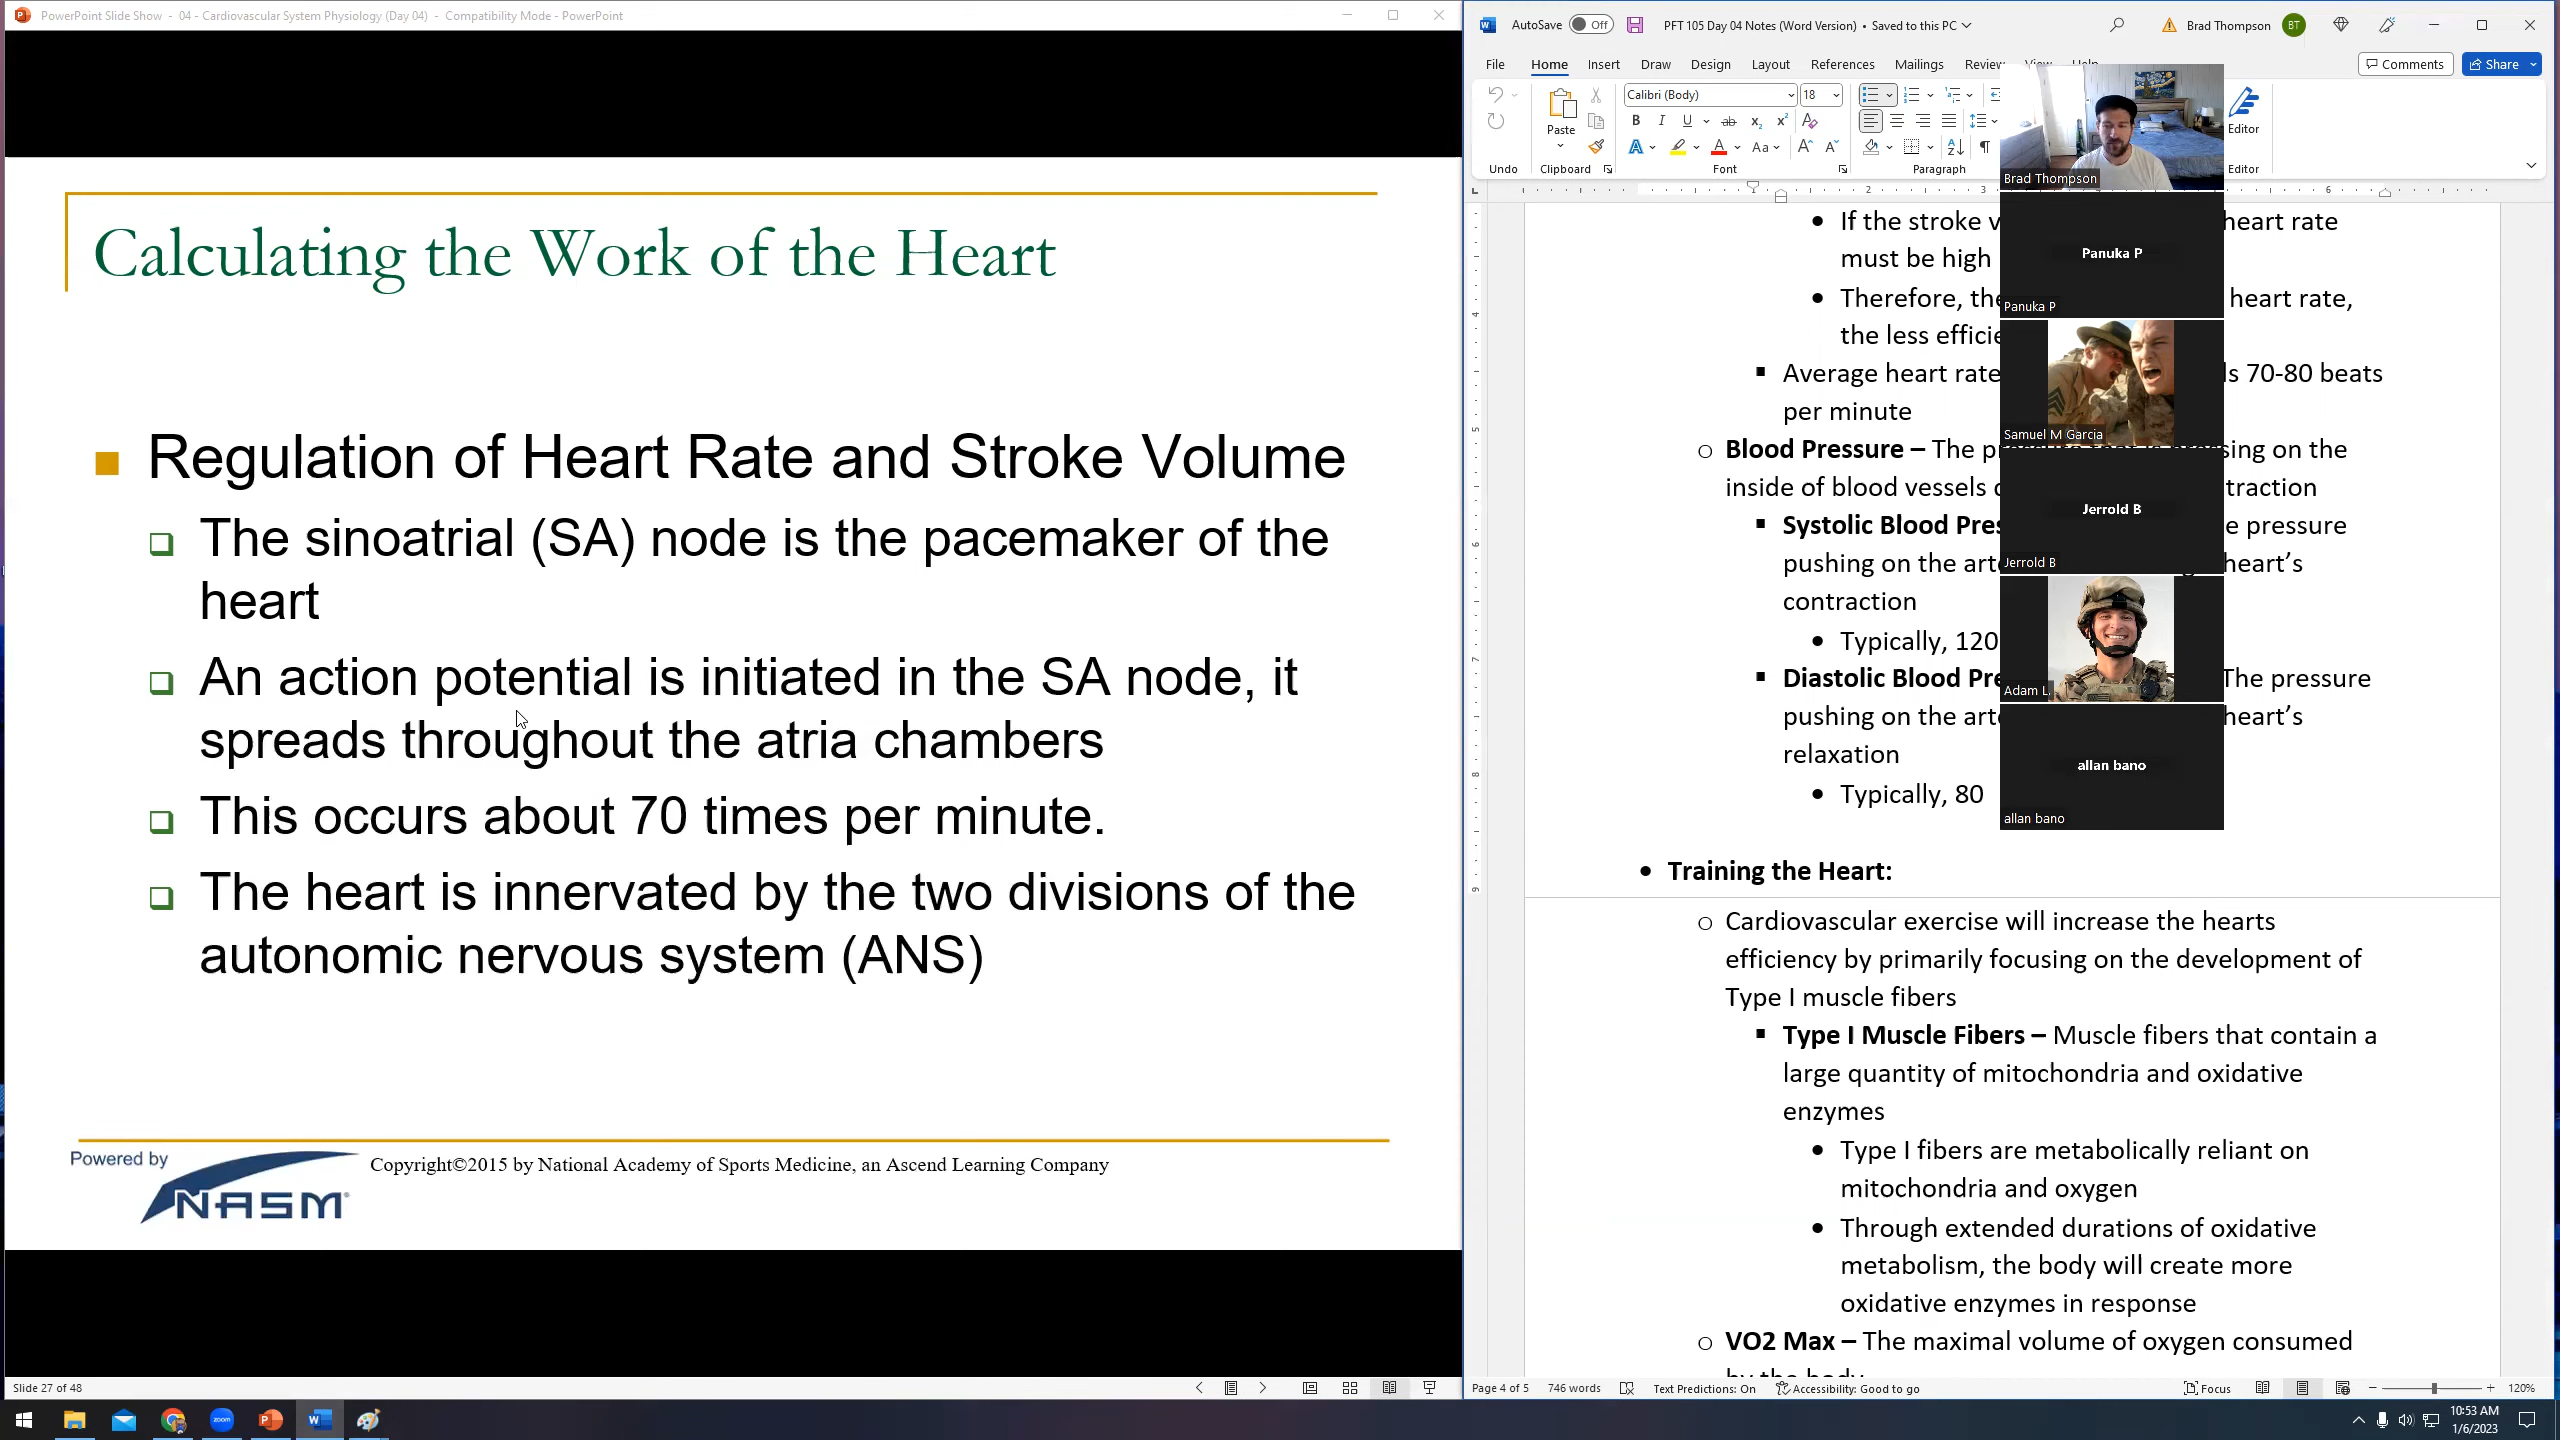 PowerPoint Slide Show - 04 - Cardiovascular System Physiology (Day 04) - Compatibility Mode - PowerPoint
Calculating the Work of the Heart
Regulation of Heart Rate and Stroke Volume
The sinoatrial (SA) node is the pacemaker of the
heart
An action potential is initiated in the SA node, it
spreads throughout the atria chambers
This occurs about 70 times per minute.
The heart is innervated by the two divisions of the
autonomic nervous system (ANS)
Powered by
NASM
Copyright©2015 by National Academy of Sports Medicine, an Ascend Learning Company
Slide 27 of 48
AutoSave Off PFT 105 Day 04 Notes (Word Version) • Saved to this PC Brad Thompson BT
File Home Insert Draw Design Layout References Mailings Review View Help Comments Share
Calibri (Body) 18
Paste
Editor
Undo Clipboard Font Paragraph Editor
2 3 6
If the stroke heart rate
must be high
Therefore, the heart rate,
the less
Average heart rate 70-80 beats
per minute
Blood Pressure – The on the
inside of blood vessels
Systolic Blood pressure
pushing on the heart's
contraction
Typically, 120
Diastolic Blood The pressure
pushing on the heart's
relaxation
Typically, 80
Training the Heart:
Cardiovascular exercise will increase the hearts
efficiency by primarily focusing on the development of
Type I muscle fibers
Type I Muscle Fibers – Muscle fibers that contain a
large quantity of mitochondria and oxidative
enzymes
Type I fibers are metabolically reliant on
mitochondria and oxygen
Through extended durations of oxidative
metabolism, the body will create more
oxidative enzymes in response
VO2 Max – The maximal volume of oxygen consumed
by the body
Brad Thompson
Panuka P
Panuka P
Samuel M Garcia
Jerrold B
Jerrold B
Adam L.
allan bano
allan bano
Page 4 of 5 746 words Text Predictions: On Accessibility: Good to go Focus 120%
zoom
10:53 AM
1/6/2023